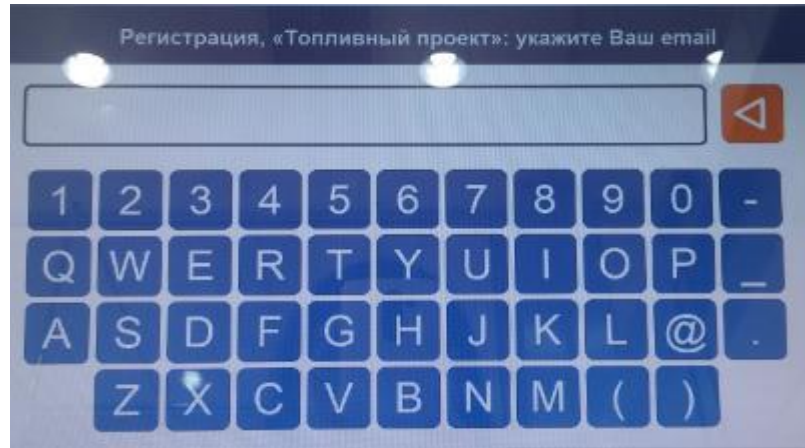 Регистрация, «Топливный проект»: укажите Ваш email
1 2 3 4 5 6 7 8 9 0 -
Q W E R T Y U I O P _
A S D F G H J K L @ .
Z X C V B N M ( )